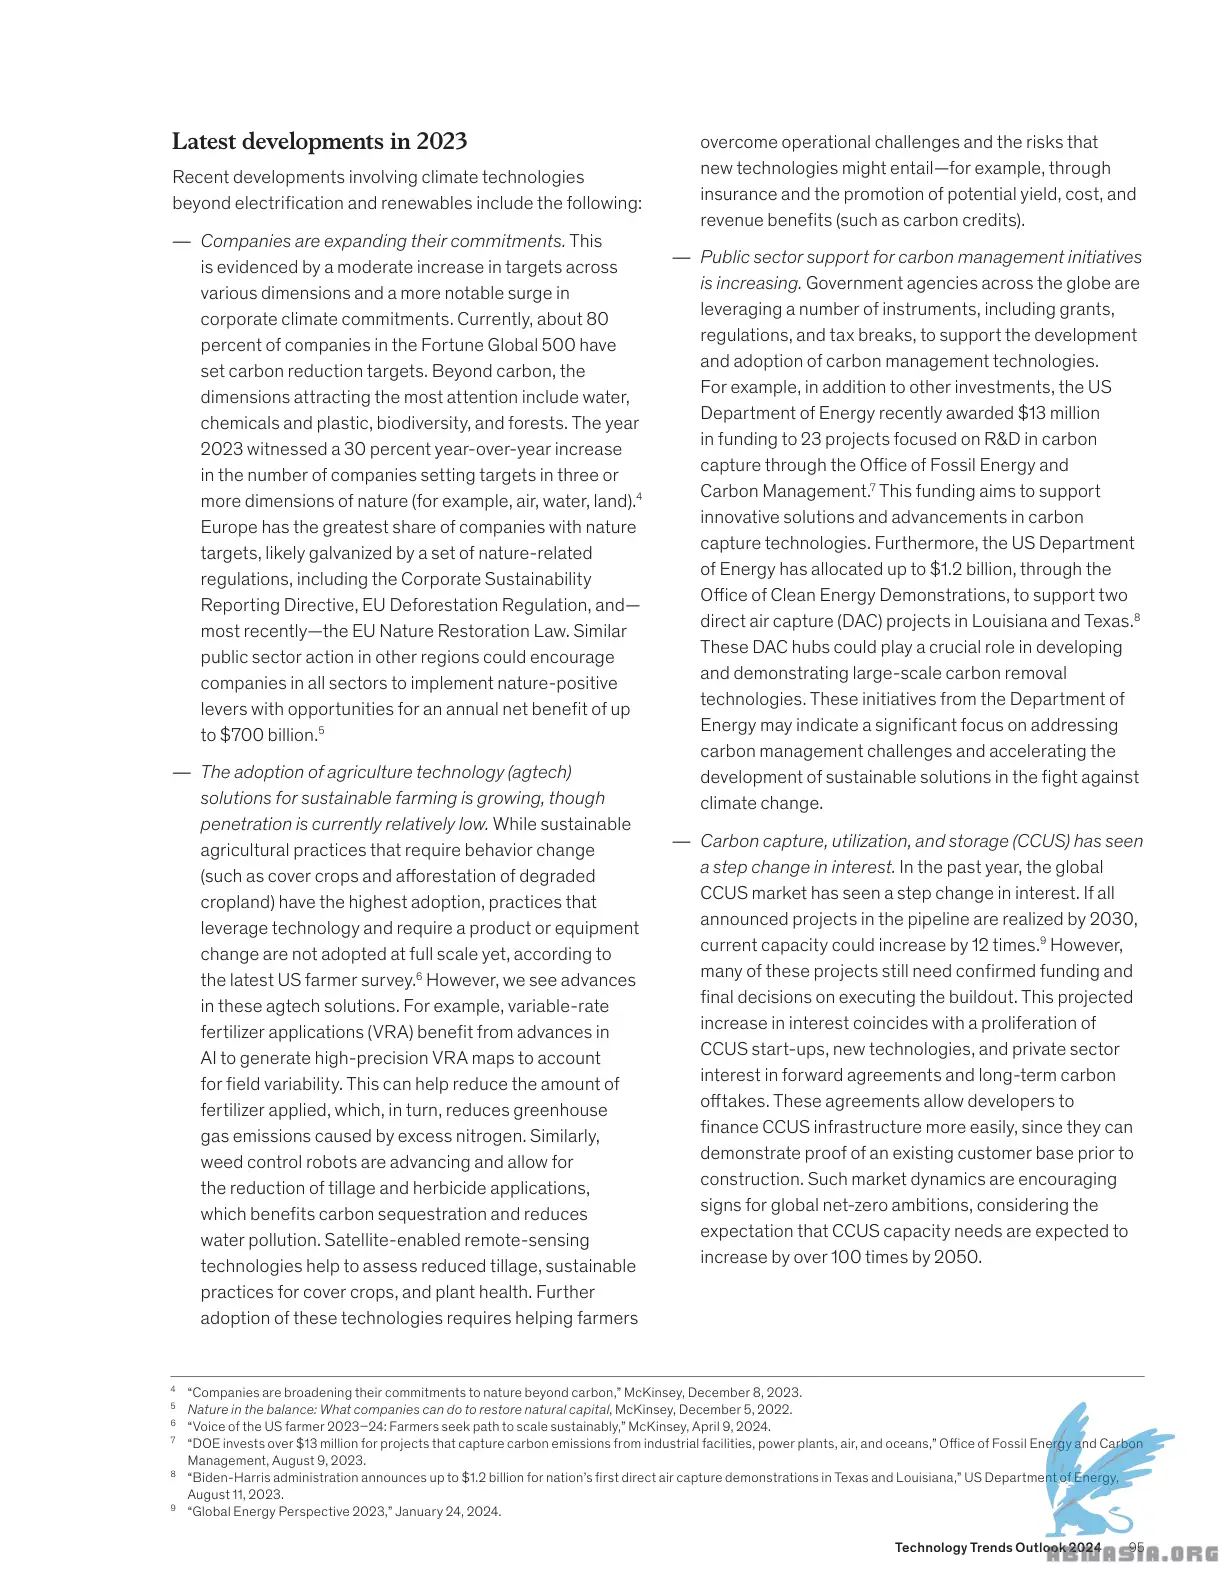 Latest developments in 2023
Recent developments involving climate technologies
beyond electrification and renewables include the following:
— Companies are expanding their commitments. This
is evidenced by a moderate increase in targets across
various dimensions and a more notable surge in
corporate climate commitments. Currently, about 80
percent of companies in the Fortune Global 500 have
set carbon reduction targets. Beyond carbon, the
dimensions attracting the most attention include water,
chemicals and plastic, biodiversity, and forests. The year
2023 witnessed a 30 percent year-over-year increase
in the number of companies setting targets in three or
more dimensions of nature (for example, air, water, land).4
Europe has the greatest share of companies with nature
targets, likely galvanized by a set of nature-related
regulations, including the Corporate Sustainability
Reporting Directive, EU Deforestation Regulation, and—
most recently—the EU Nature Restoration Law. Similar
public sector action in other regions could encourage
companies in all sectors to implement nature-positive
levers with opportunities for an annual net benefit of up
to $700 billion.5
— The adoption of agriculture technology (agtech)
solutions for sustainable farming is growing, though
penetration is currently relatively low. While sustainable
agricultural practices that require behavior change
(such as cover crops and afforestation of degraded
cropland) have the highest adoption, practices that
leverage technology and require a product or equipment
change are not adopted at full scale yet, according to
the latest US farmer survey.6 However, we see advances
in these agtech solutions. For example, variable-rate
fertilizer applications (VRA) benefit from advances in
AI to generate high-precision VRA maps to account
for field variability. This can help reduce the amount of
fertilizer applied, which, in turn, reduces greenhouse
gas emissions caused by excess nitrogen. Similarly,
weed control robots are advancing and allow for
the reduction of tillage and herbicide applications,
which benefits carbon sequestration and reduces
water pollution. Satellite-enabled remote-sensing
technologies help to assess reduced tillage, sustainable
practices for cover crops, and plant health. Further
adoption of these technologies requires helping farmers
overcome operational challenges and the risks that
new technologies might entail—for example, through
insurance and the promotion of potential yield, cost, and
revenue benefits (such as carbon credits).
— Public sector support for carbon management initiatives
is increasing. Government agencies across the globe are
leveraging a number of instruments, including grants,
regulations, and tax breaks, to support the development
and adoption of carbon management technologies.
For example, in addition to other investments, the US
Department of Energy recently awarded $13 million
in funding to 23 projects focused on R&D in carbon
capture through the Office of Fossil Energy and
Carbon Management.7 This funding aims to support
innovative solutions and advancements in carbon
capture technologies. Furthermore, the US Department
of Energy has allocated up to $1.2 billion, through the
Office of Clean Energy Demonstrations, to support two
direct air capture (DAC) projects in Louisiana and Texas.8
These DAC hubs could play a crucial role in developing
and demonstrating large-scale carbon removal
technologies. These initiatives from the Department of
Energy may indicate a significant focus on addressing
carbon management challenges and accelerating the
development of sustainable solutions in the fight against
climate change.
— Carbon capture, utilization, and storage (CCUS) has seen
a step change in interest. In the past year, the global
CCUS market has seen a step change in interest. If all
announced projects in the pipeline are realized by 2030,
current capacity could increase by 12 times.9 However,
many of these projects still need confirmed funding and
final decisions on executing the buildout. This projected
increase in interest coincides with a proliferation of
CCUS start-ups, new technologies, and private sector
interest in forward agreements and long-term carbon
offtakes. These agreements allow developers to
finance CCUS infrastructure more easily, since they can
demonstrate proof of an existing customer base prior to
construction. Such market dynamics are encouraging
signs for global net-zero ambitions, considering the
expectation that CCUS capacity needs are expected to
increase by over 100 times by 2050.
4 “Companies are broadening their commitments to nature beyond carbon,” McKinsey, December 8, 2023.
5 Nature in the balance: What companies can do to restore natural capital, McKinsey, December 5, 2022.
6 “Voice of the US farmer 2023–24: Farmers seek path to scale sustainably,” McKinsey, April 9, 2024.
7 “DOE invests over $13 million for projects that capture carbon emissions from industrial facilities, power plants, air, and oceans,” Office of Fossil Energy and Carbon
Management, August 9, 2023.
8 “Biden-Harris administration announces up to $1.2 billion for nation’s first direct air capture demonstrations in Texas and Louisiana,” US Department of Energy,
August 11, 2023.
9 “Global Energy Perspective 2023,” January 24, 2024.
Technology Trends Outlook 2024 95
ABWASIA.ORG